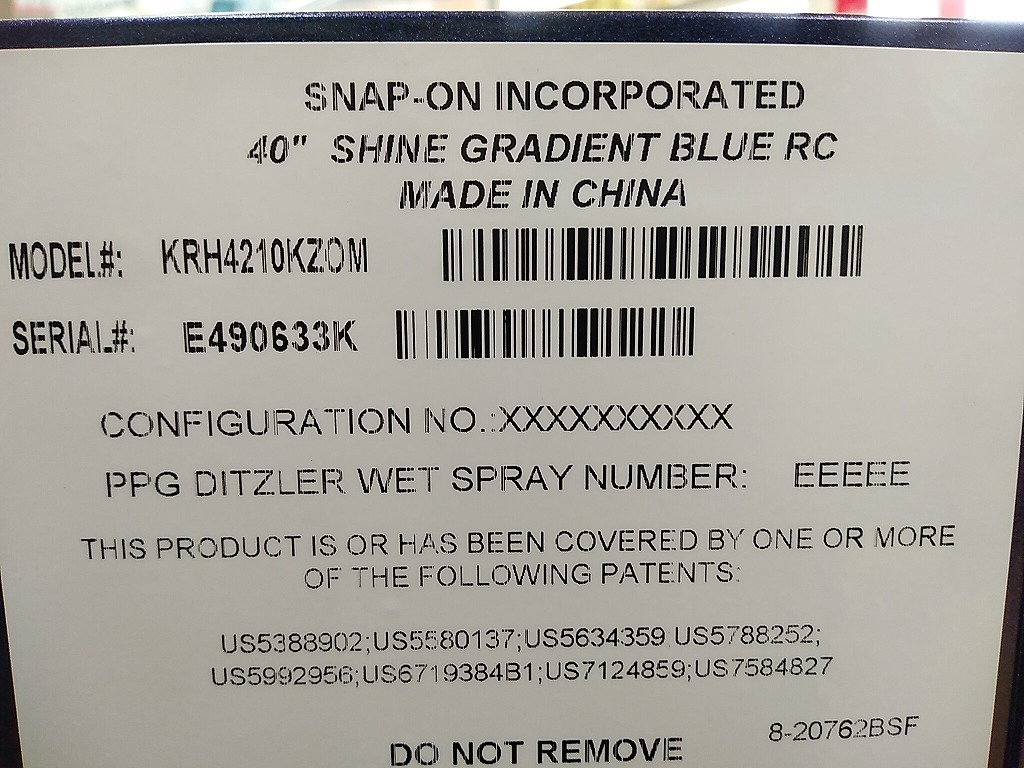 SNAP-ON INCORPORATED
40" SHINE GRADIENT BLUE RC
MADE IN CHINA
MODEL#: KRH4210KZOM
SERIAL#: E490633K
CONFIGURATION NO.:XXXXXXXXXX
PPG DITZLER WET SPRAY NUMBER: EEEEE
THIS PRODUCT IS OR HAS BEEN COVERED BY ONE OR MORE
OF THE FOLLOWING PATENTS:
US5388902;US5580137;US5634359 US5788252;
US5992956;US6719384B1;US7124859;US7584827
8-20762BSF
DO NOT REMOVE